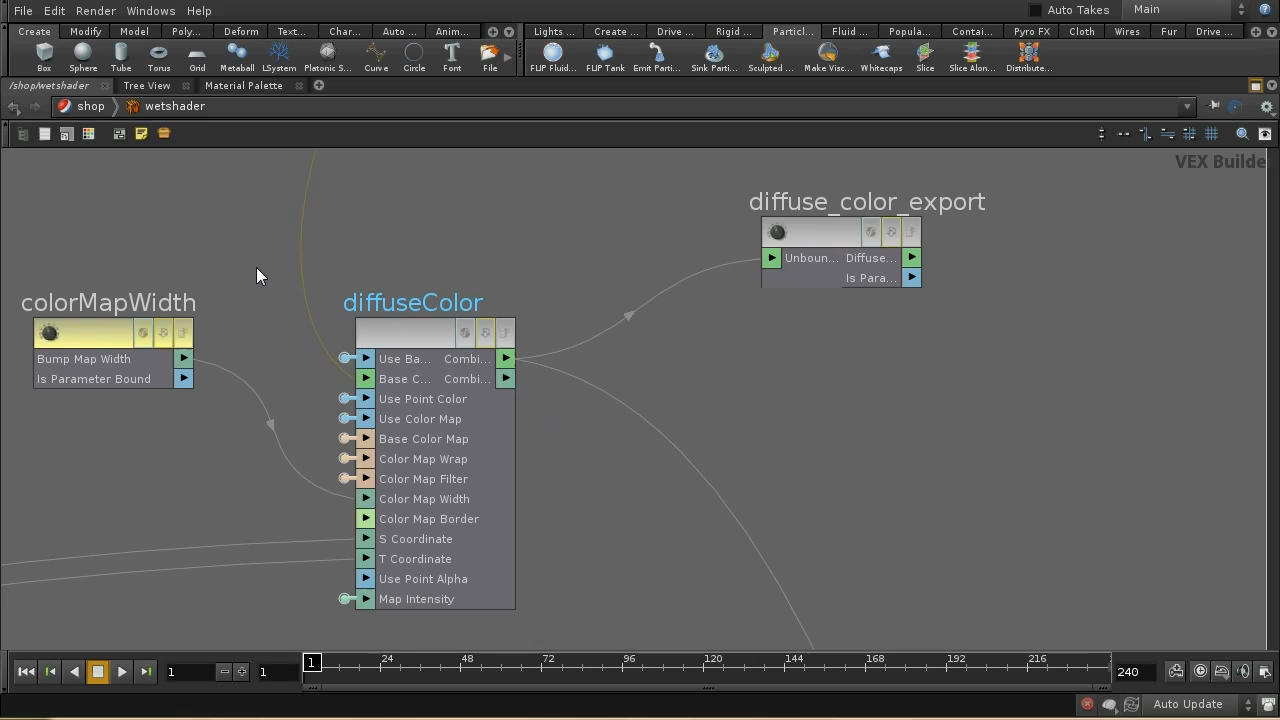 File Edit Render Windows Help Auto Takes Main
Create Modify Model Poly... Deform Text... Char... Auto ... Anim... Lights ... Create ... Drive ... Rigid ... Particl... Fluid ... Popula... Contai... Pyro FX Cloth Wires Fur Drive ...
Box Sphere Tube Torus Grid Metaball LSystem Platonic S... Curve Circle Font File FLIP Fluid... FLIP Tank Emit Parti... Sink Parti... Sculpted ... Make Visc... Whitecaps Slice Slice Alon... Distribute...
/shop/wetshader Tree View Material Palette
shop wetshader
VEX Builde
diffuse_color_export
Unboun... Diffuse...
Is Para...
colorMapWidth
Bump Map Width
Is Parameter Bound
diffuseColor
Use Ba... Combi...
Base C... Combi...
Use Point Color
Use Color Map
Base Color Map
Color Map Wrap
Color Map Filter
Color Map Width
Color Map Border
S Coordinate
T Coordinate
Use Point Alpha
Map Intensity
1 1 1 24 48 72 96 120 144 168 192 216 240
Auto Update